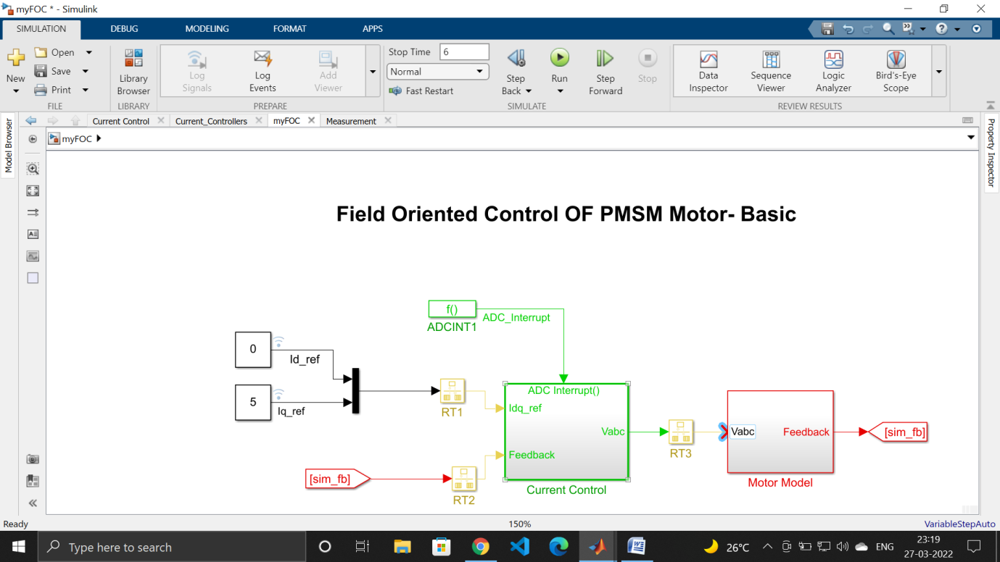 myFOC * - Simulink
SIMULATION DEBUG MODELING FORMAT APPS
New
Open
Save
Print
FILE
Library
Browser
LIBRARY
Log
Signals
Log
Events
Add
Viewer
PREPARE
Stop Time 6
Normal
Fast Restart
Step
Back
Run
Step
Forward
Stop
SIMULATE
Data
Inspector
Sequence
Viewer
Logic
Analyzer
Bird's-Eye
Scope
REVIEW RESULTS
Model Browser
Current Control Current_Controllers myFOC Measurement
myFOC
Property Inspector
Field Oriented Control OF PMSM Motor- Basic
f()
ADC_Interrupt
ADCINT1
0
Id_ref
5
Iq_ref
RT1
ADC Interrupt()
Idq_ref
Vabc
Feedback
Current Control
[sim_fb]
RT2
RT3
Vabc
Feedback
Motor Model
[sim_fb]
Ready 150% VariableStepAuto
Type here to search
26°C
ENG
23:19
27-03-2022